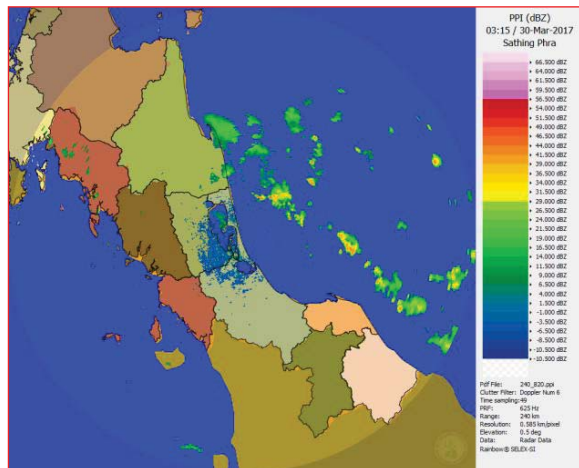 PPI (dBZ)
03:15 / 30-Mar-2017
Sathing Phra
66.500 dBZ
64.000 dBZ
61.500 dBZ
59.000 dBZ
56.500 dBZ
54.000 dBZ
51.500 dBZ
49.000 dBZ
46.500 dBZ
44.000 dBZ
41.500 dBZ
39.000 dBZ
36.500 dBZ
34.000 dBZ
31.500 dBZ
29.000 dBZ
26.500 dBZ
24.000 dBZ
21.500 dBZ
19.000 dBZ
16.500 dBZ
14.000 dBZ
11.500 dBZ
9.000 dBZ
6.500 dBZ
4.000 dBZ
1.500 dBZ
-1.000 dBZ
-3.500 dBZ
-6.000 dBZ
-8.500 dBZ
-10.500 dBZ
Pdf File: 240_820.ppi
Clutter Filter: Doppler Num 6
Time sampling:49
PRF: 625 Hz
Range: 240 km
Resolution: 0.585 km/pixel
Elevation: 0.5 deg
Data: Radar Data
Rainbow® SELEX-SI